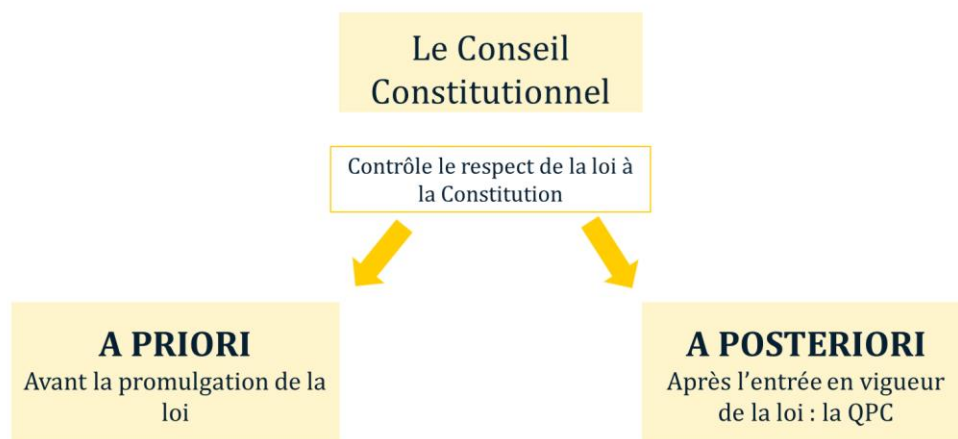 Le Conseil
Constitutionnel
Contrôle le respect de la loi à
la Constitution
A PRIORI
Avant la promulgation de la
loi
A POSTERIORI
Après l’entrée en vigueur
de la loi : la QPC